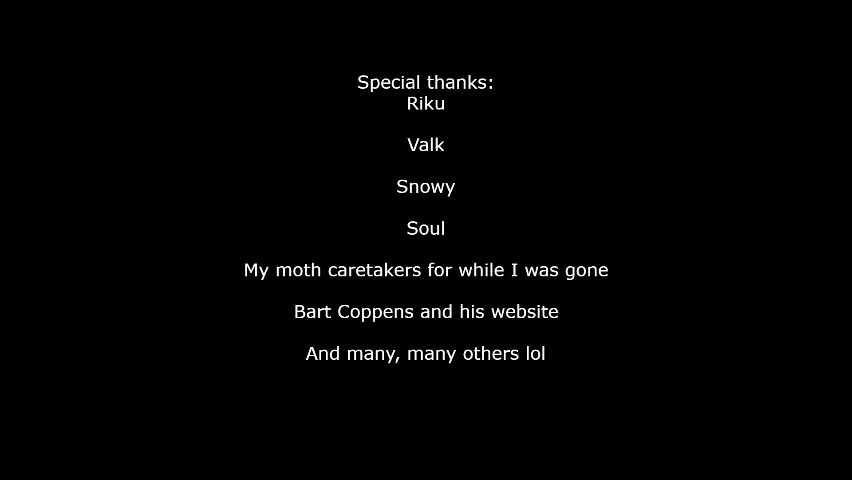 Special thanks:
Riku
Valk
Snowy
Soul
My moth caretakers for while I was gone
Bart Coppens and his website
And many, many others lol